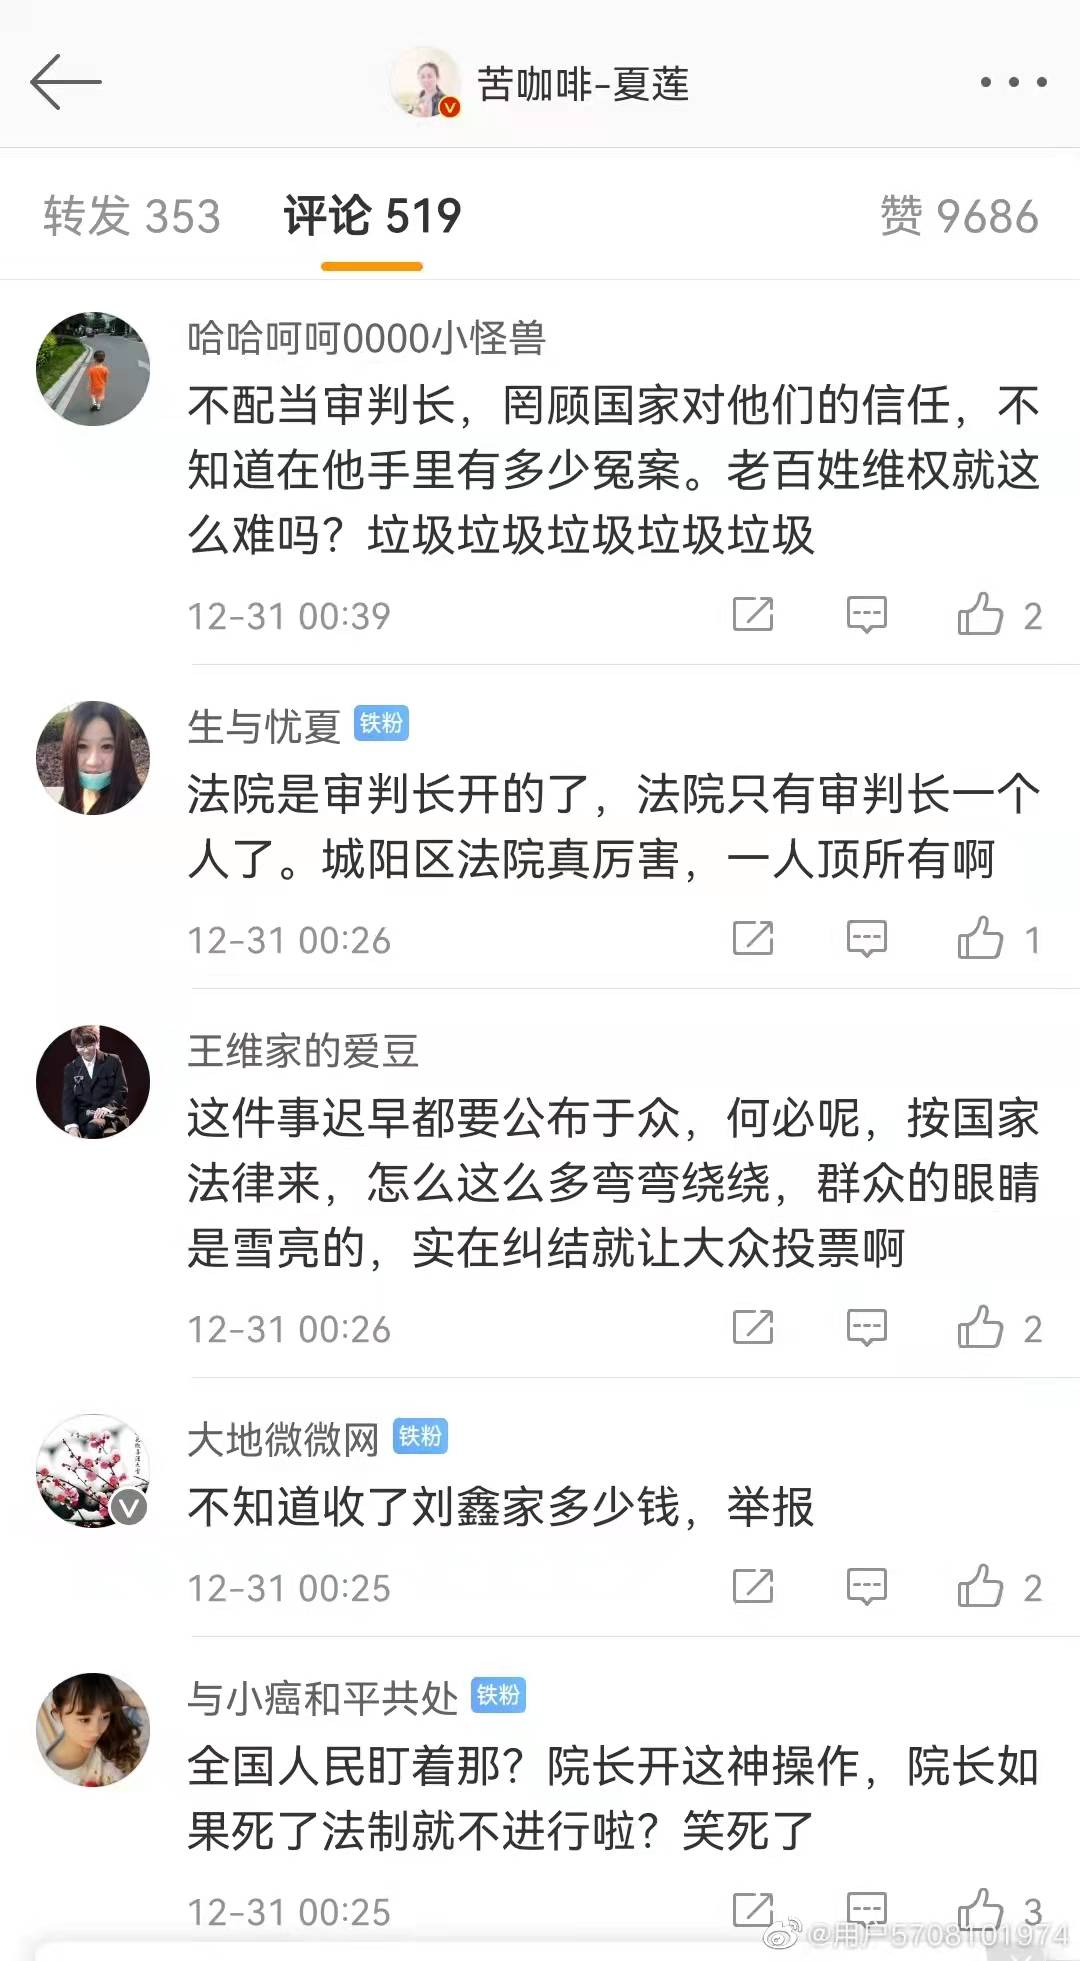 苦咖啡-夏莲
转发 353
评论 519
赞 9686
哈哈呵呵0000小怪兽
不配当审判长，罔顾国家对他们的信任，不
知道在他手里有多少冤案。老百姓维权就这
么难吗？垃圾垃圾垃圾垃圾垃圾
12-31 00:39
2
生与忧夏 铁粉
法院是审判长开的了，法院只有审判长一个
人了。城阳区法院真厉害，一人顶所有啊
12-31 00:26
1
王维家的爱豆
这件事迟早都要公布于众，何必呢，按国家
法律来，怎么这么多弯弯绕绕，群众的眼睛
是雪亮的，实在纠结就让大众投票啊
12-31 00:26
2
大地微微网 铁粉
不知道收了刘鑫家多少钱，举报
12-31 00:25
2
与小癌和平共处 铁粉
全国人民盯着那？院长开这神操作，院长如
果死了法制就不进行啦？笑死了
12-31 00:25
3
@用户5708101974